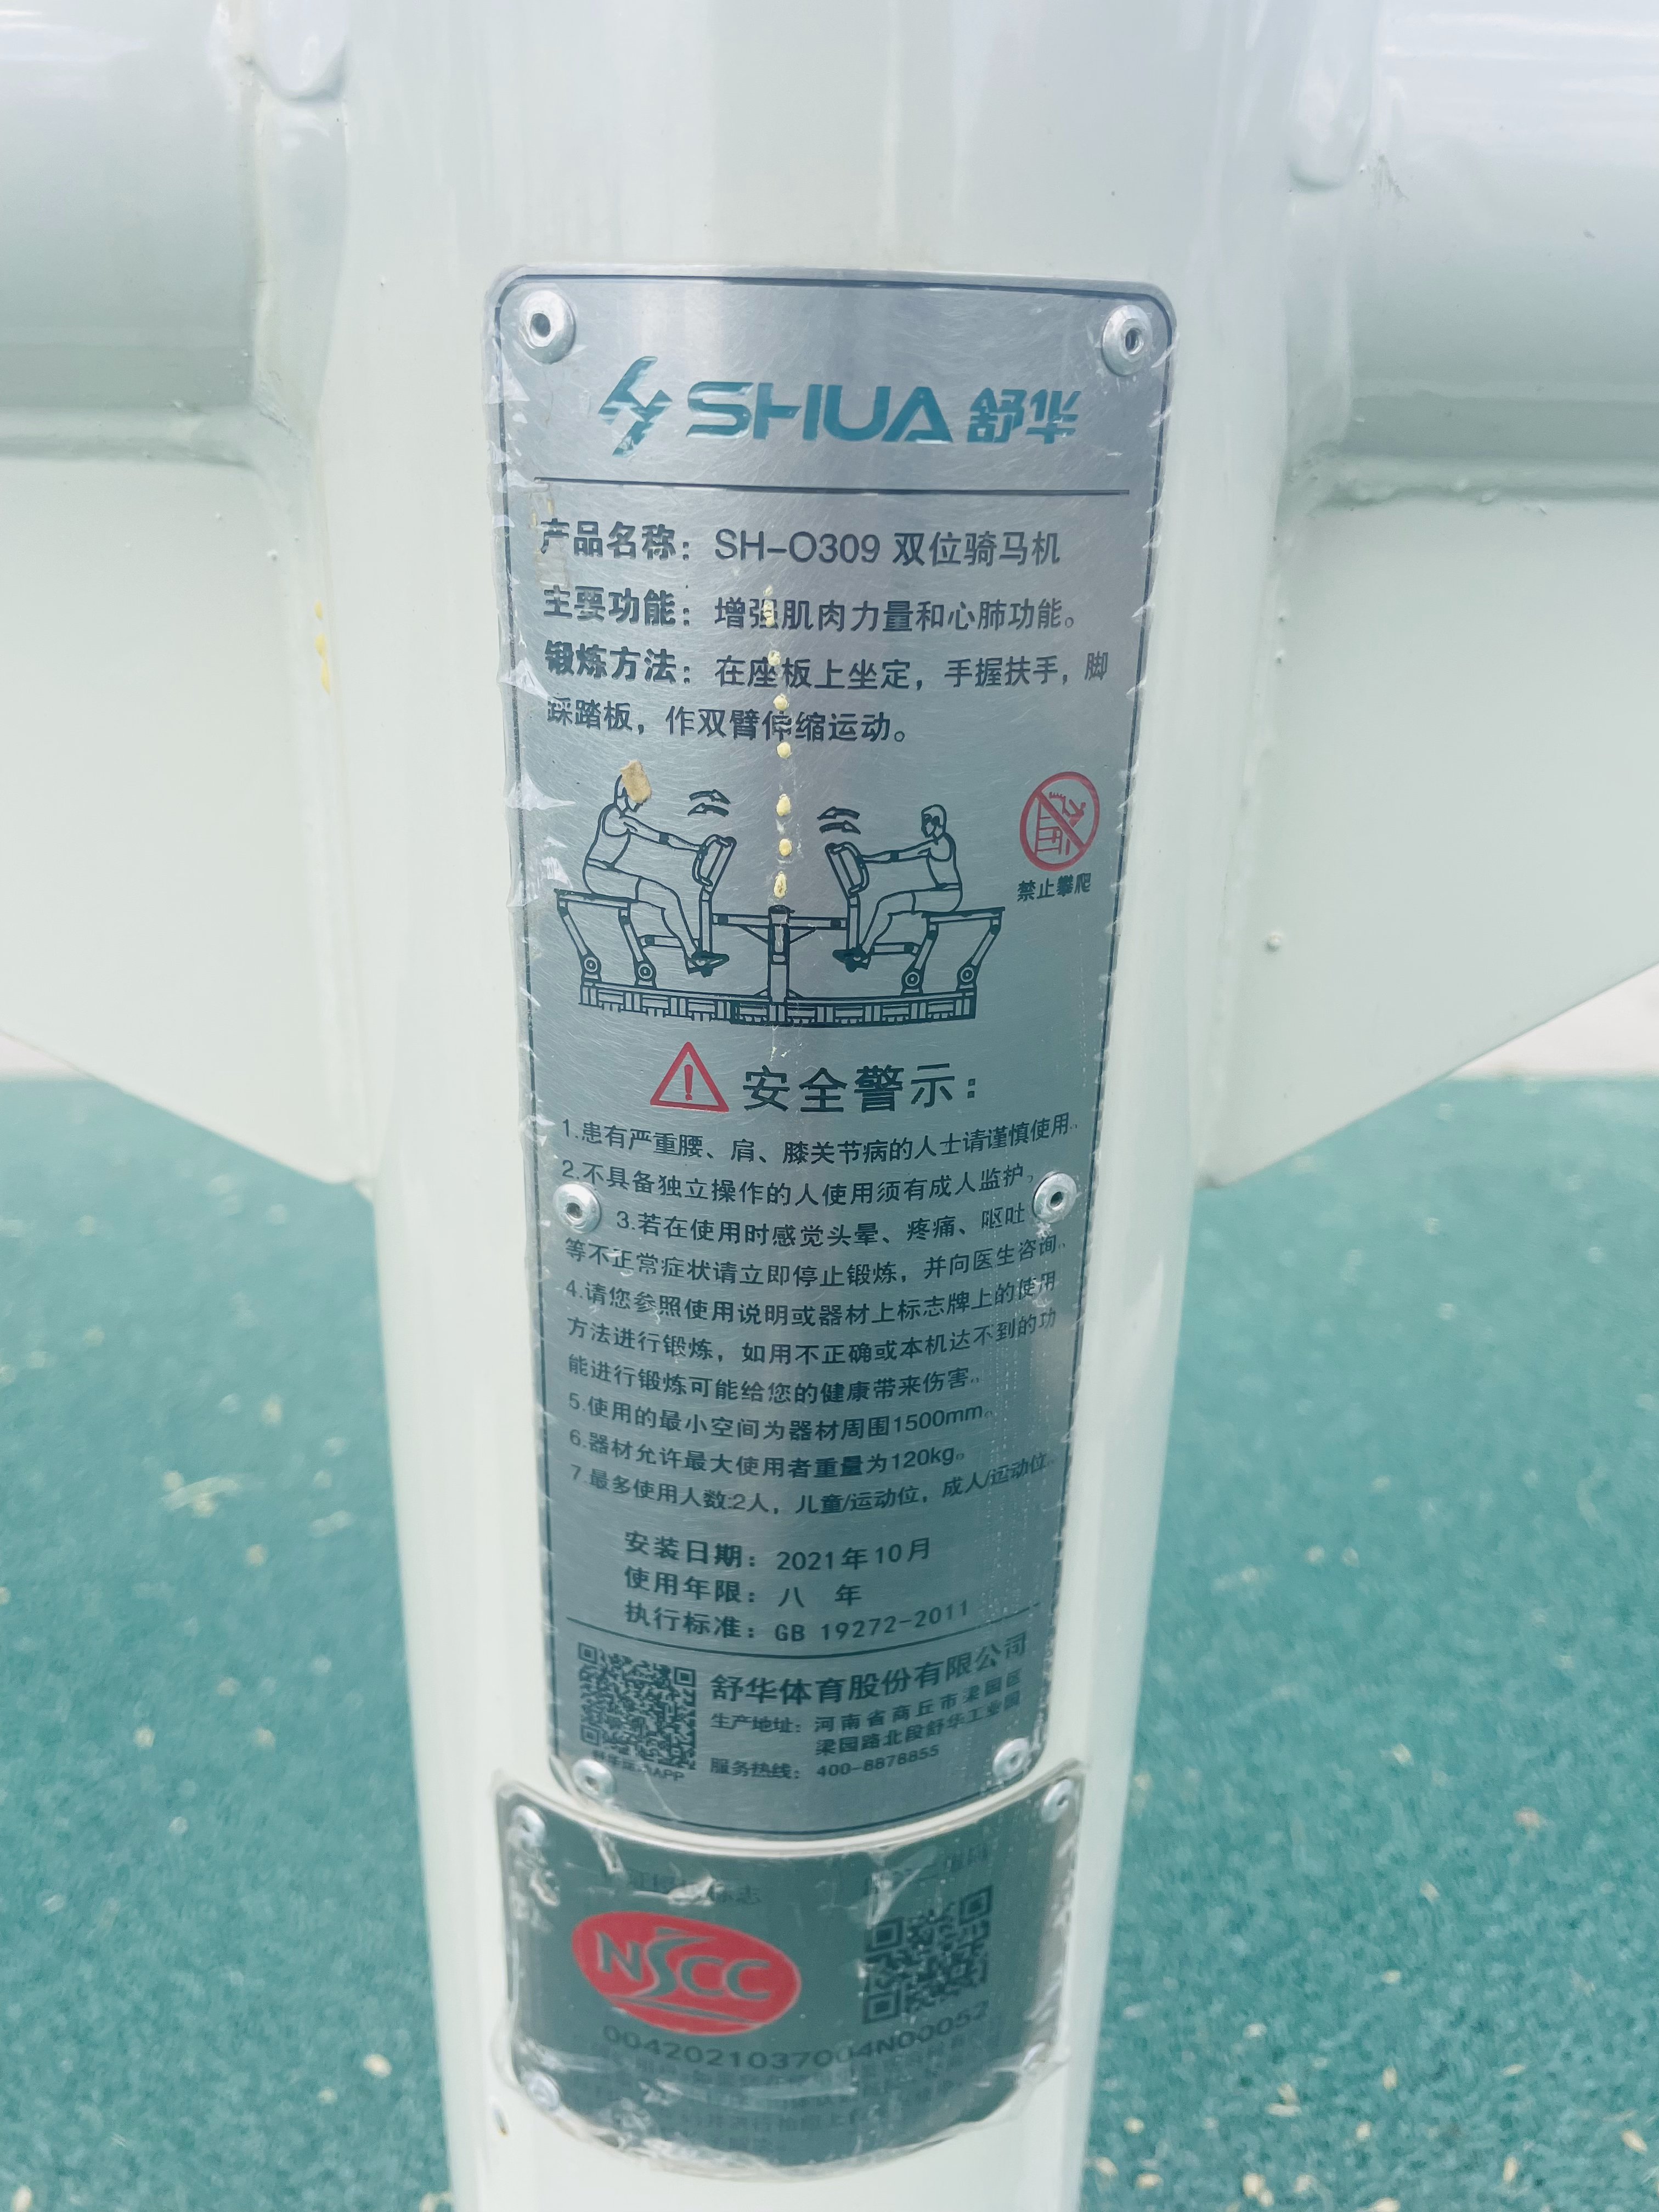 SHUA 舒华
产品名称：SH-O309 双位骑马机
主要功能：增强肌肉力量和心肺功能。
锻炼方法：在座板上坐定，手握扶手，脚
踩踏板，作双臂伸缩运动。
禁止攀爬
安全警示：
1.患有严重腰、肩、膝关节病的人士请谨慎使用。
2.不具备独立操作的人使用须有成人监护。
3.若在使用时感觉头晕、疼痛、呕吐
等不正常症状请立即停止锻炼，并向医生咨询。
4.请您参照使用说明或器材上标志牌上的使用
方法进行锻炼，如用不正确或本机达不到的功
能进行锻炼可能给您的健康带来伤害。
5.使用的最小空间为器材周围1500mm。
6.器材允许最大使用者重量为120kg。
7.最多使用人数:2人，儿童/运动位，成人/运动位。
安装日期：2021年10月
使用年限：八 年
执行标准：GB 19272-2011
舒华体育股份有限公司
生产地址：河南省商丘市梁园区
梁园路北段舒华工业园
服务热线：400-8878855
APP
标志
NSCC
0042021037004N00052